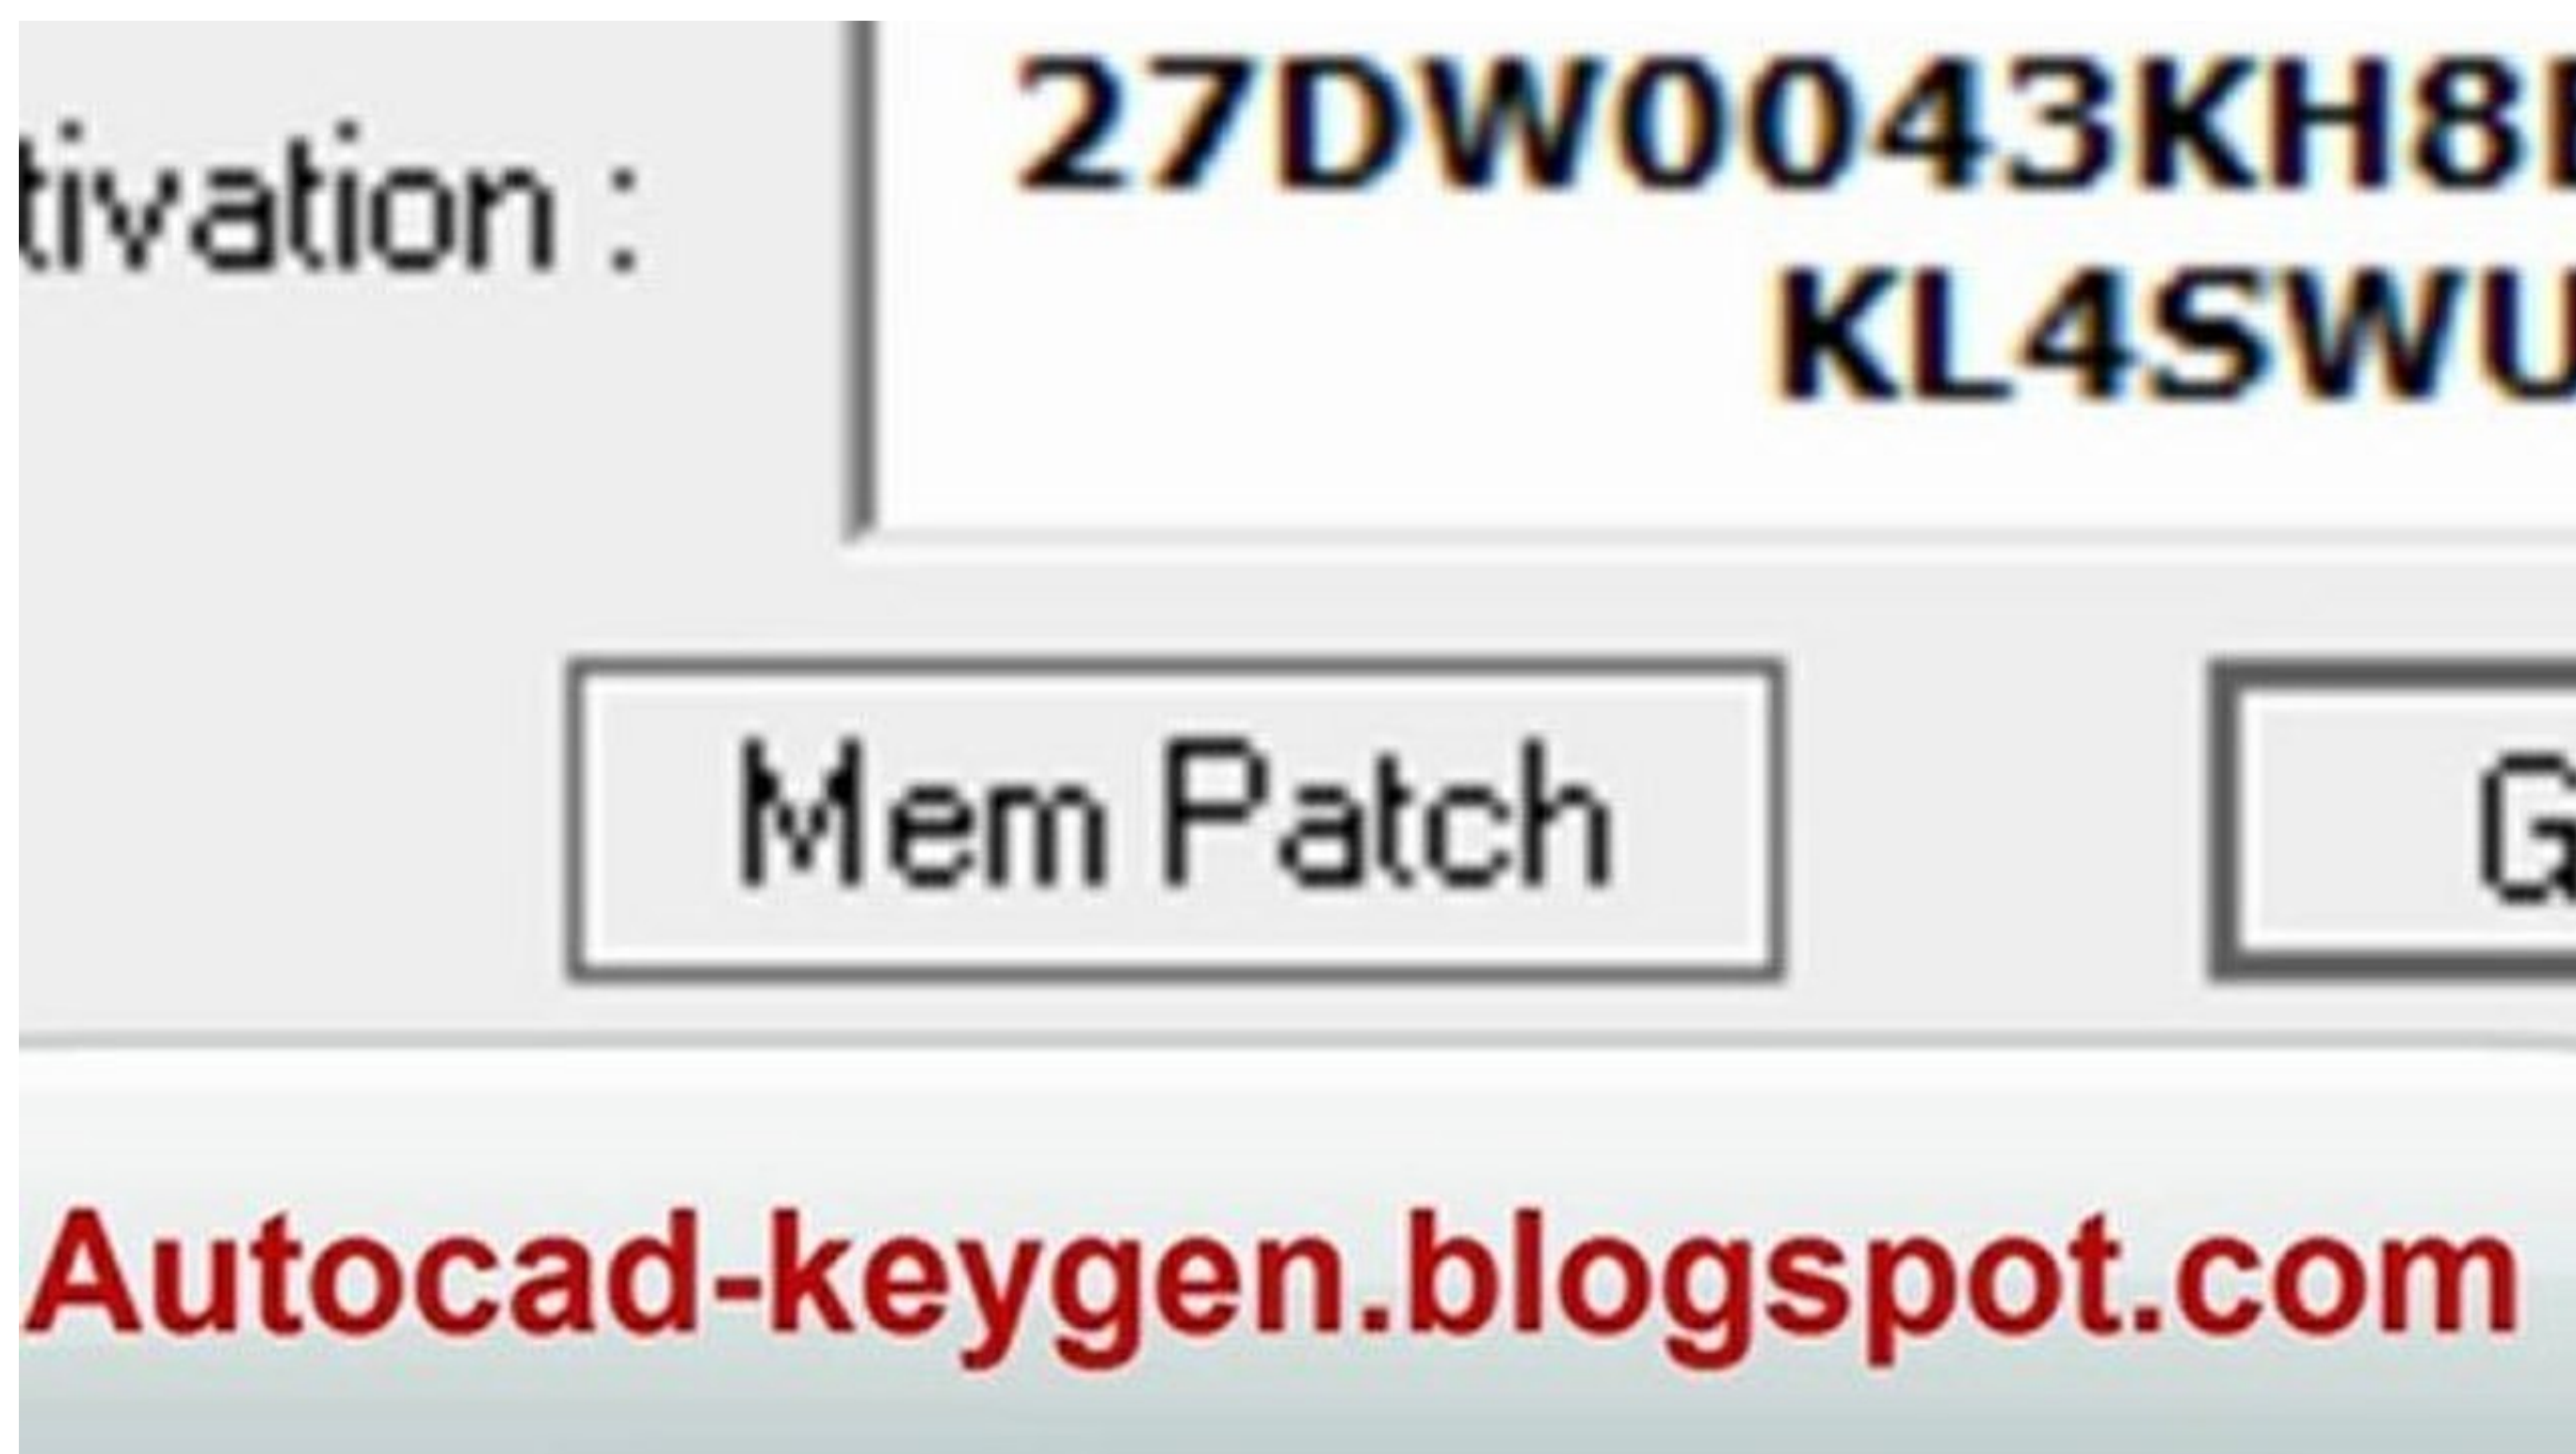 tivation :
27DW0043KH8
KL4SWU
Mem Patch
G
Autocad-keygen.blogspot.com